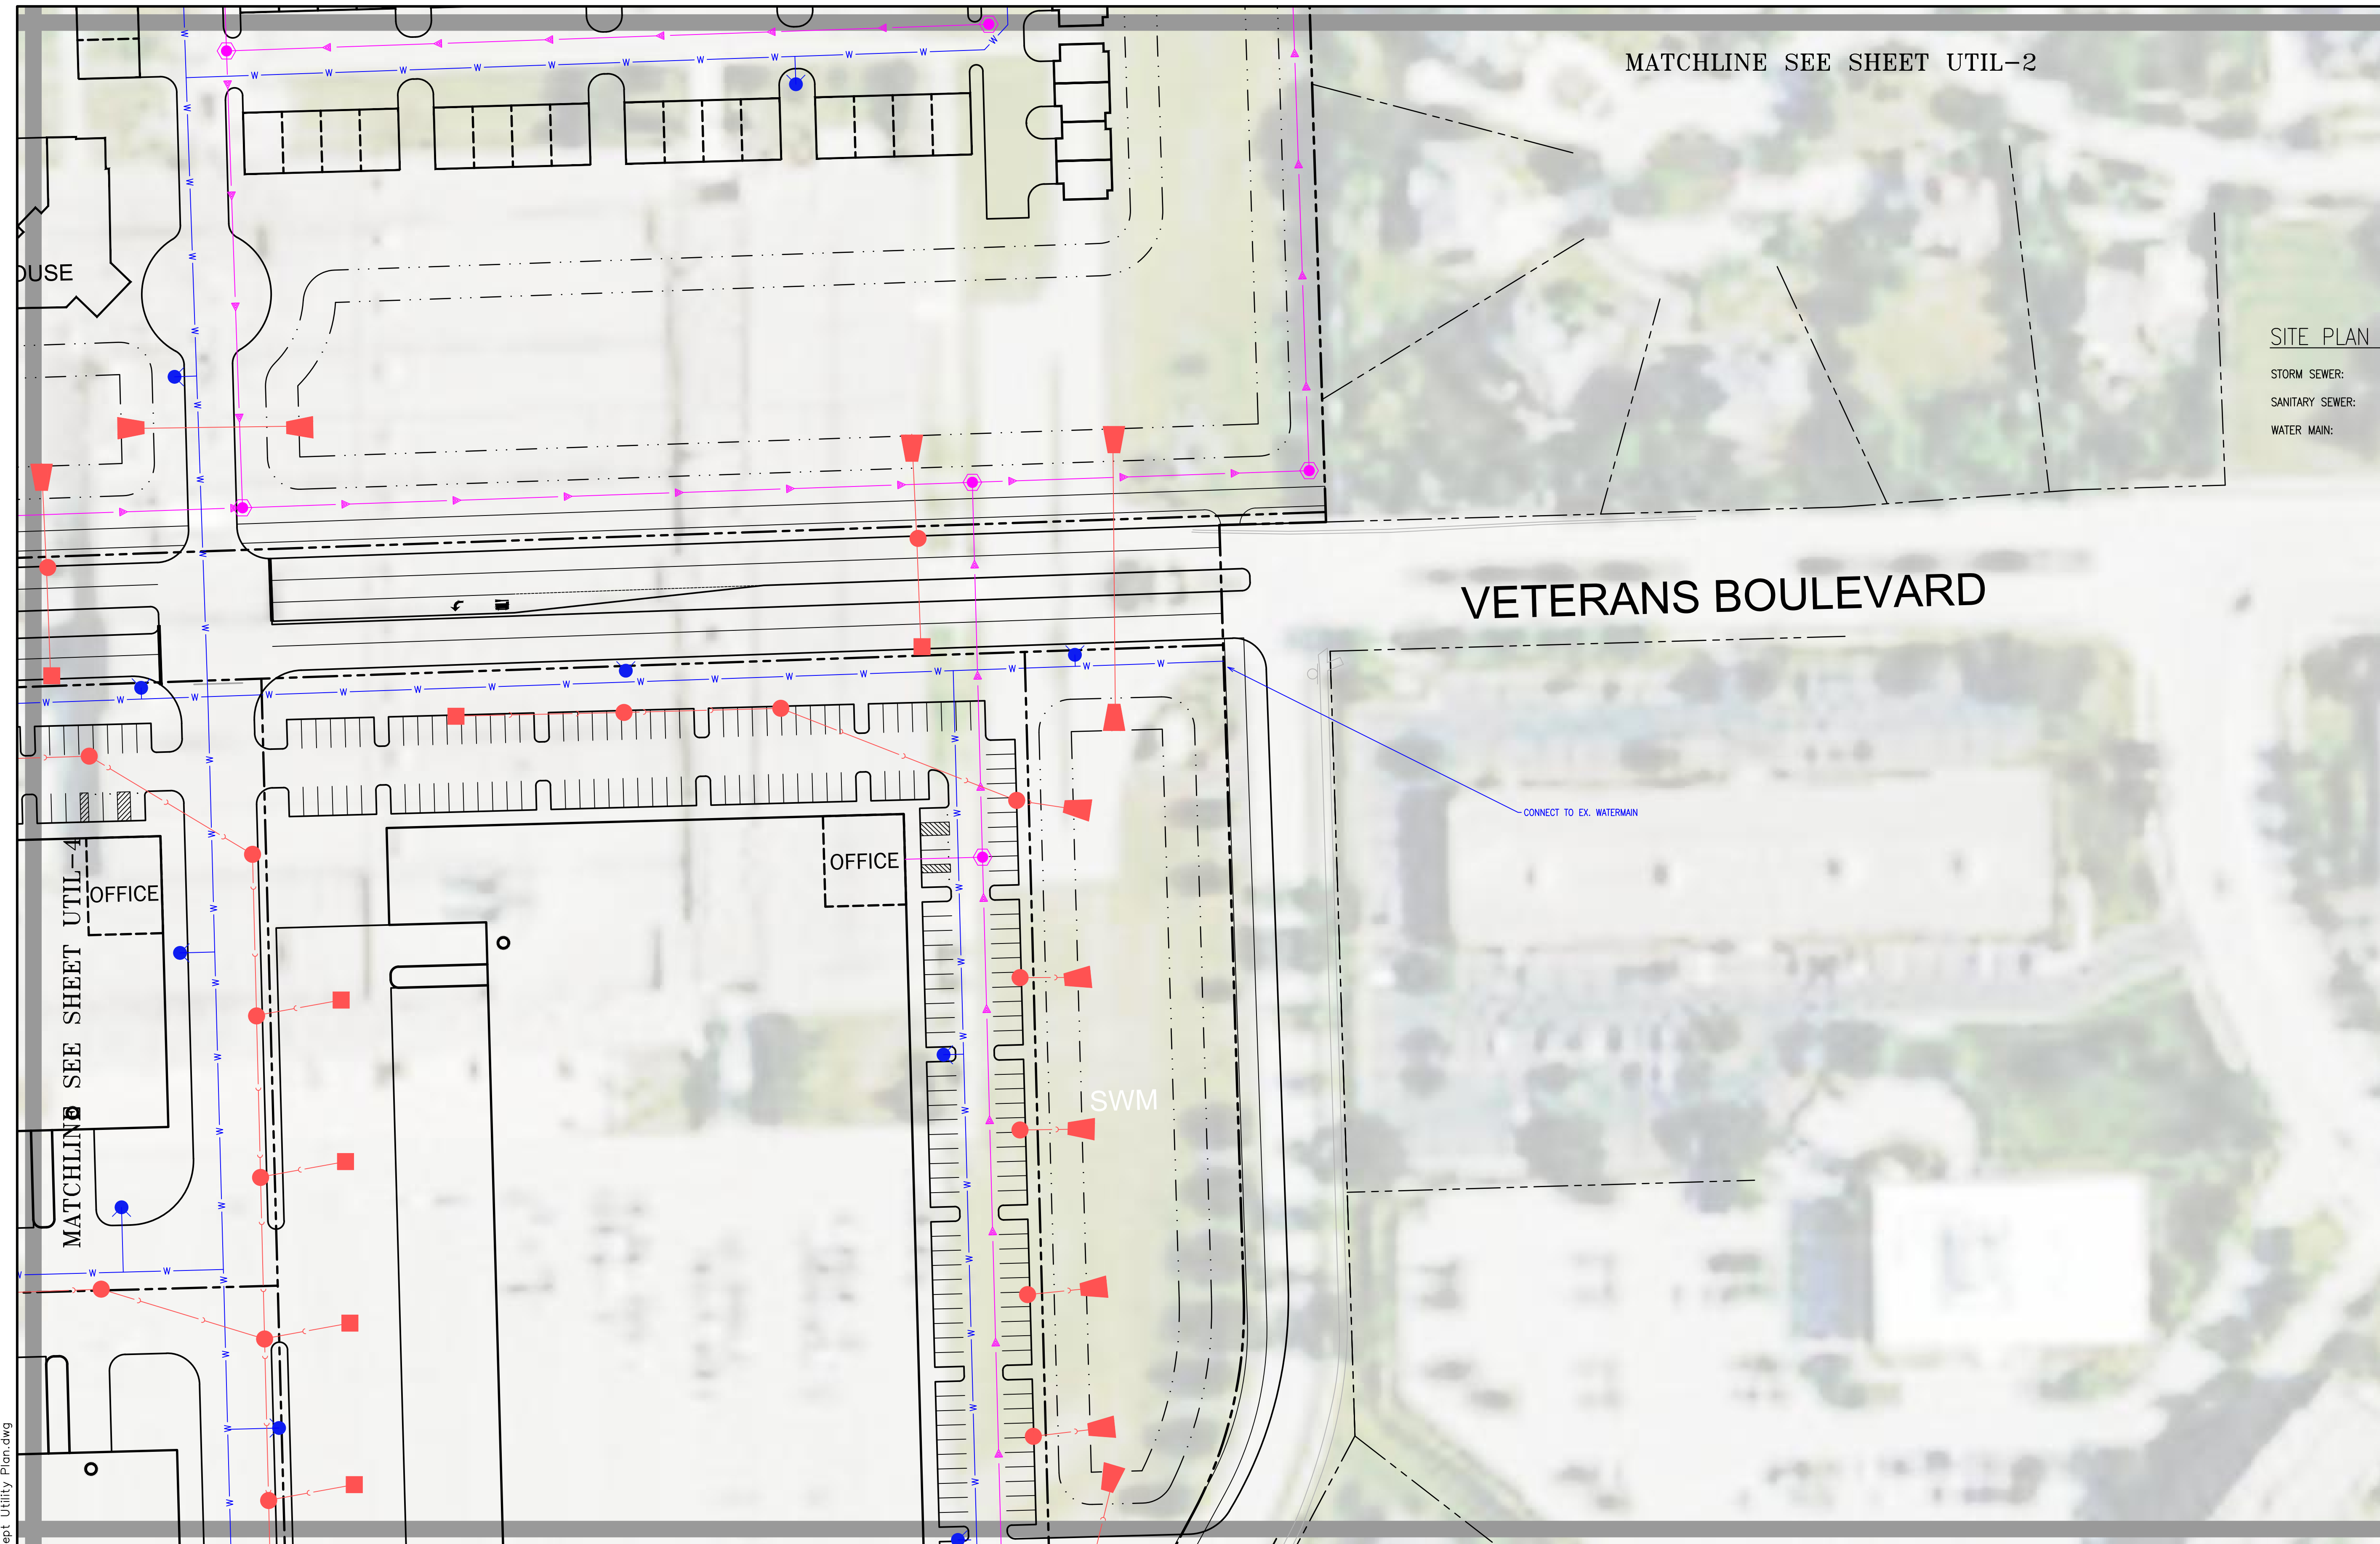 MATCHLINE SEE SHEET UTIL-2
OUSE
SITE PLAN
STORM SEWER:
SANITARY SEWER:
WATER MAIN:
VETERANS BOULEVARD
CONNECT TO EX. WATERMAIN
OFFICE
OFFICE
MATCHLINE SEE SHEET UTIL-4
SWM
ept Utility Plan.dwg